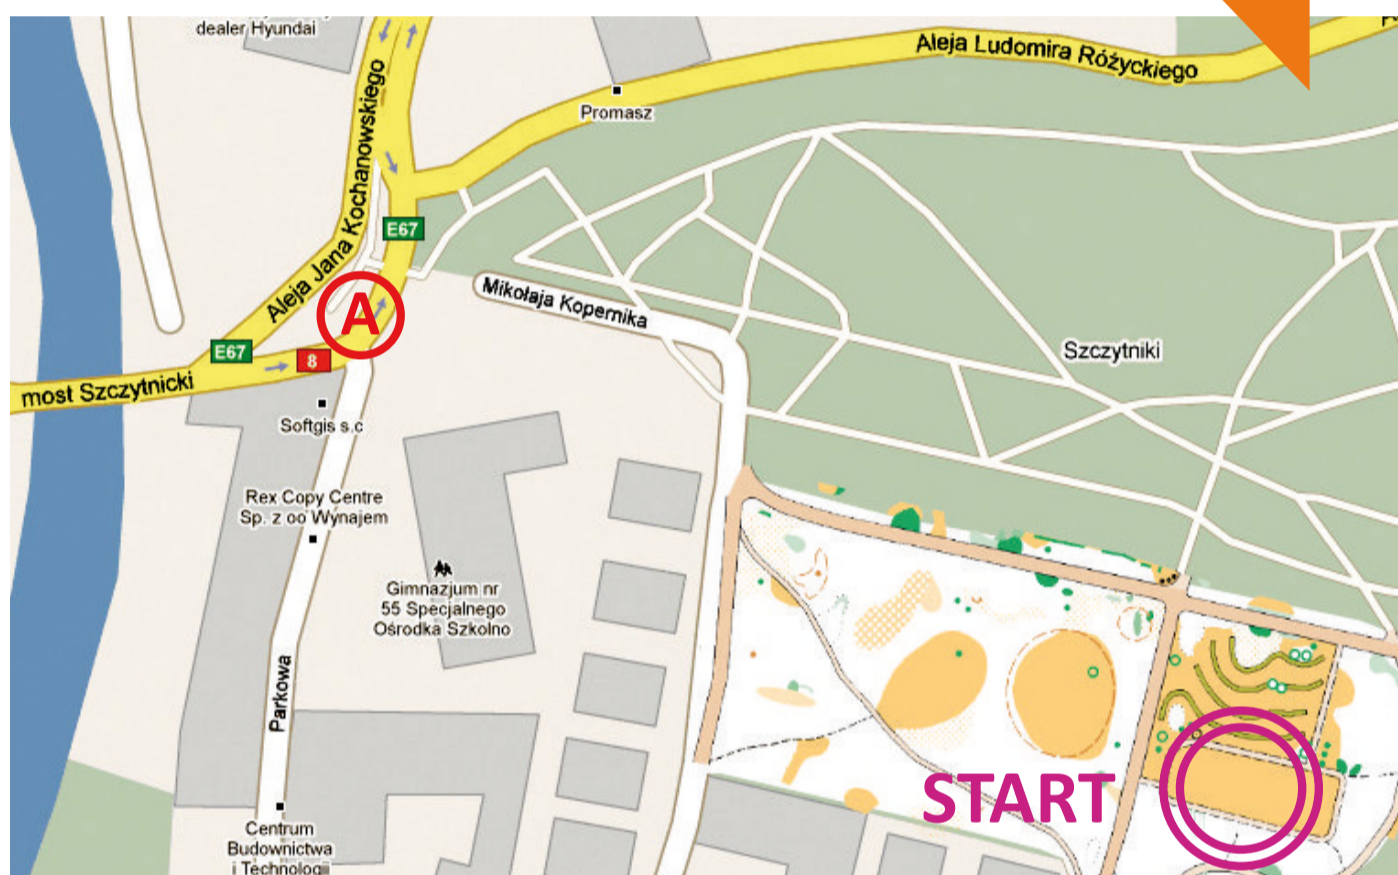 dealer Hyundai
Aleja Ludomira Różyckiego
Promasz
Aleja Jana Kochanowskiego
E67
Mikołaja Kopernika
A
E67
8
Szczytniki
most Szczytnicki
Softgis s.c
Rex Copy Centre
Sp. z oo Wynajem
Gimnazjum nr
55 Specjalnego
Ośrodka Szkolno
Parkowa
START
Centrum
Budownictwa
i Technologii